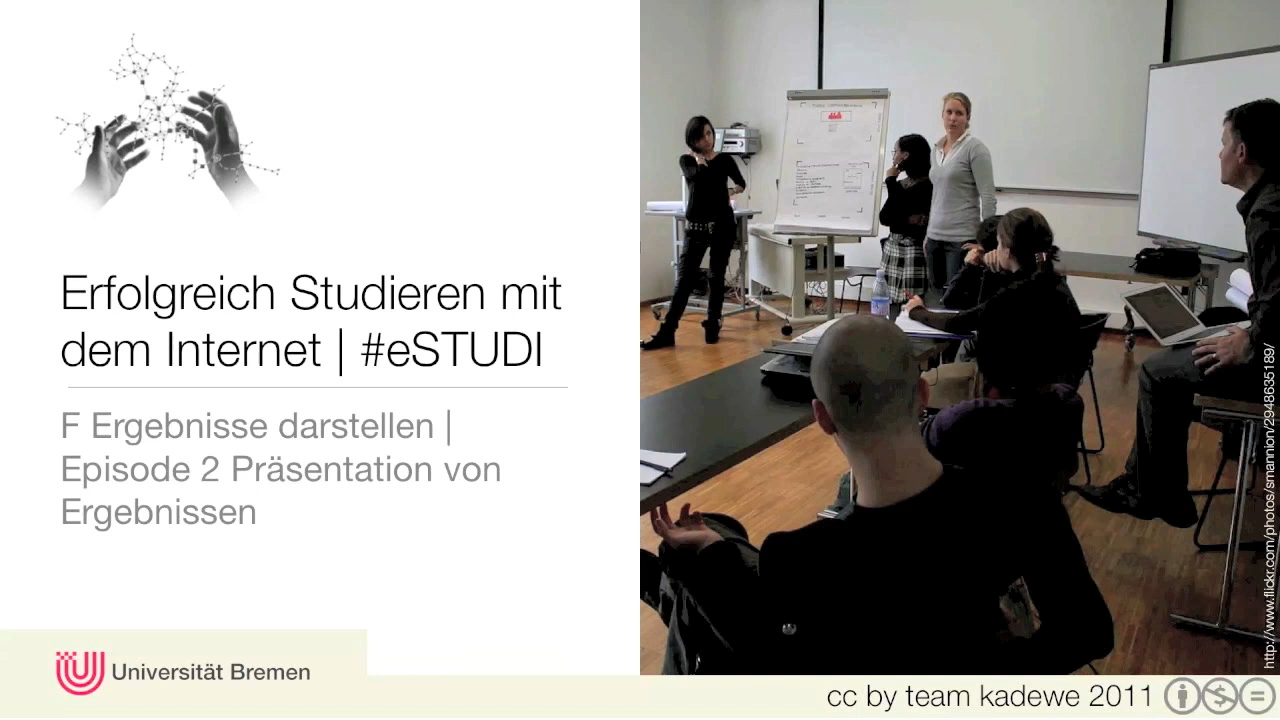 Erfolgreich Studieren mit
dem Internet | #eSTUDI
F Ergebnisse darstellen |
Episode 2 Präsentation von
Ergebnissen
Universität Bremen
cc by team kadewe 2011
http://www.flickr.com/photos/smannion/2948635189/